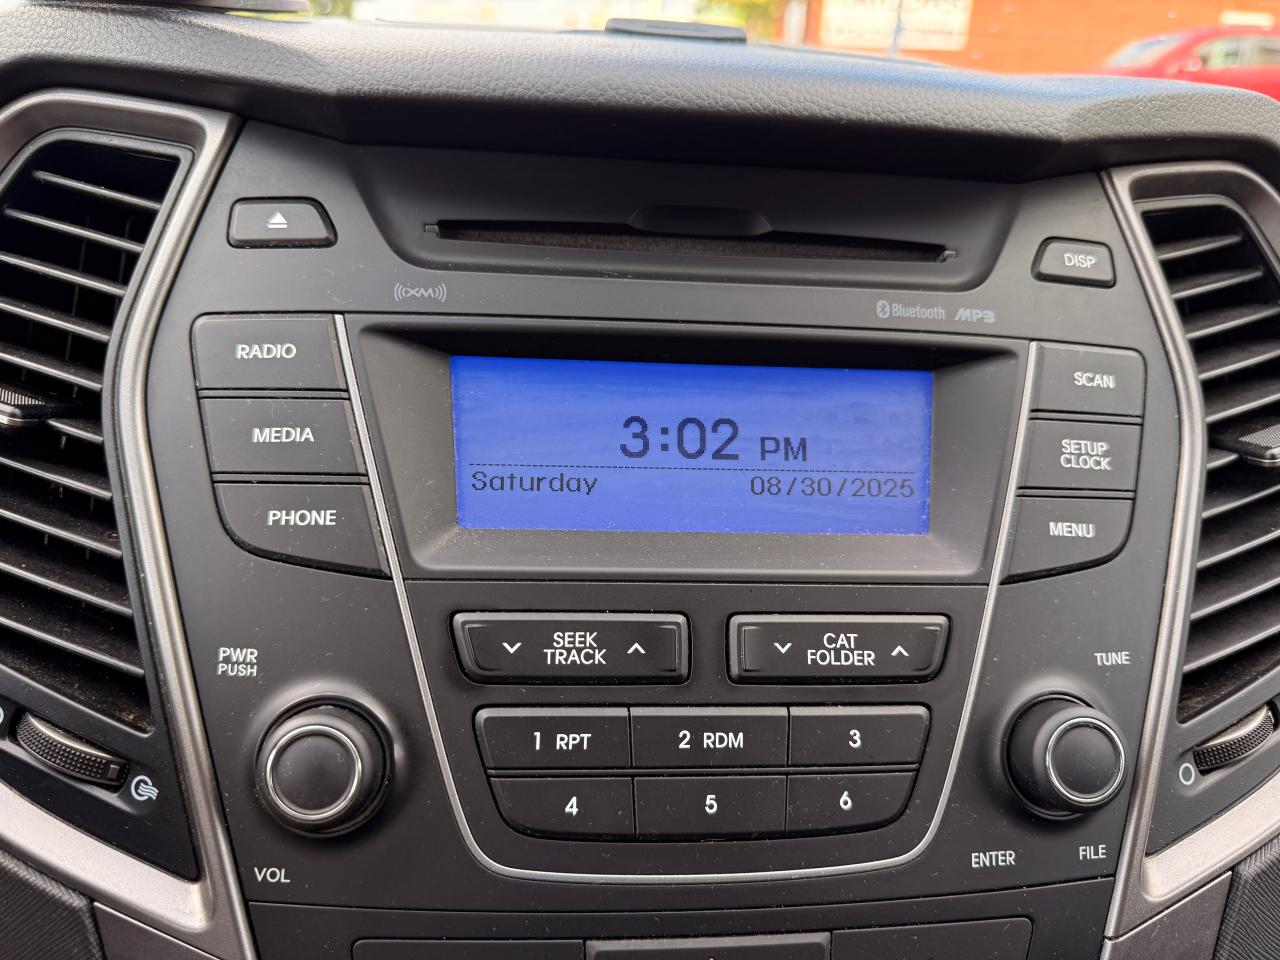 DISP
((XM))
Bluetooth MP3
RADIO
SCAN
3:02 PM
MEDIA
SETUP
CLOCK
Saturday 08/30/2025
PHONE
MENU
SEEK
TRACK
CAT
FOLDER
PWR
PUSH
TUNE
1 RPT
2 RDM
3
4
5
6
VOL
ENTER
FILE